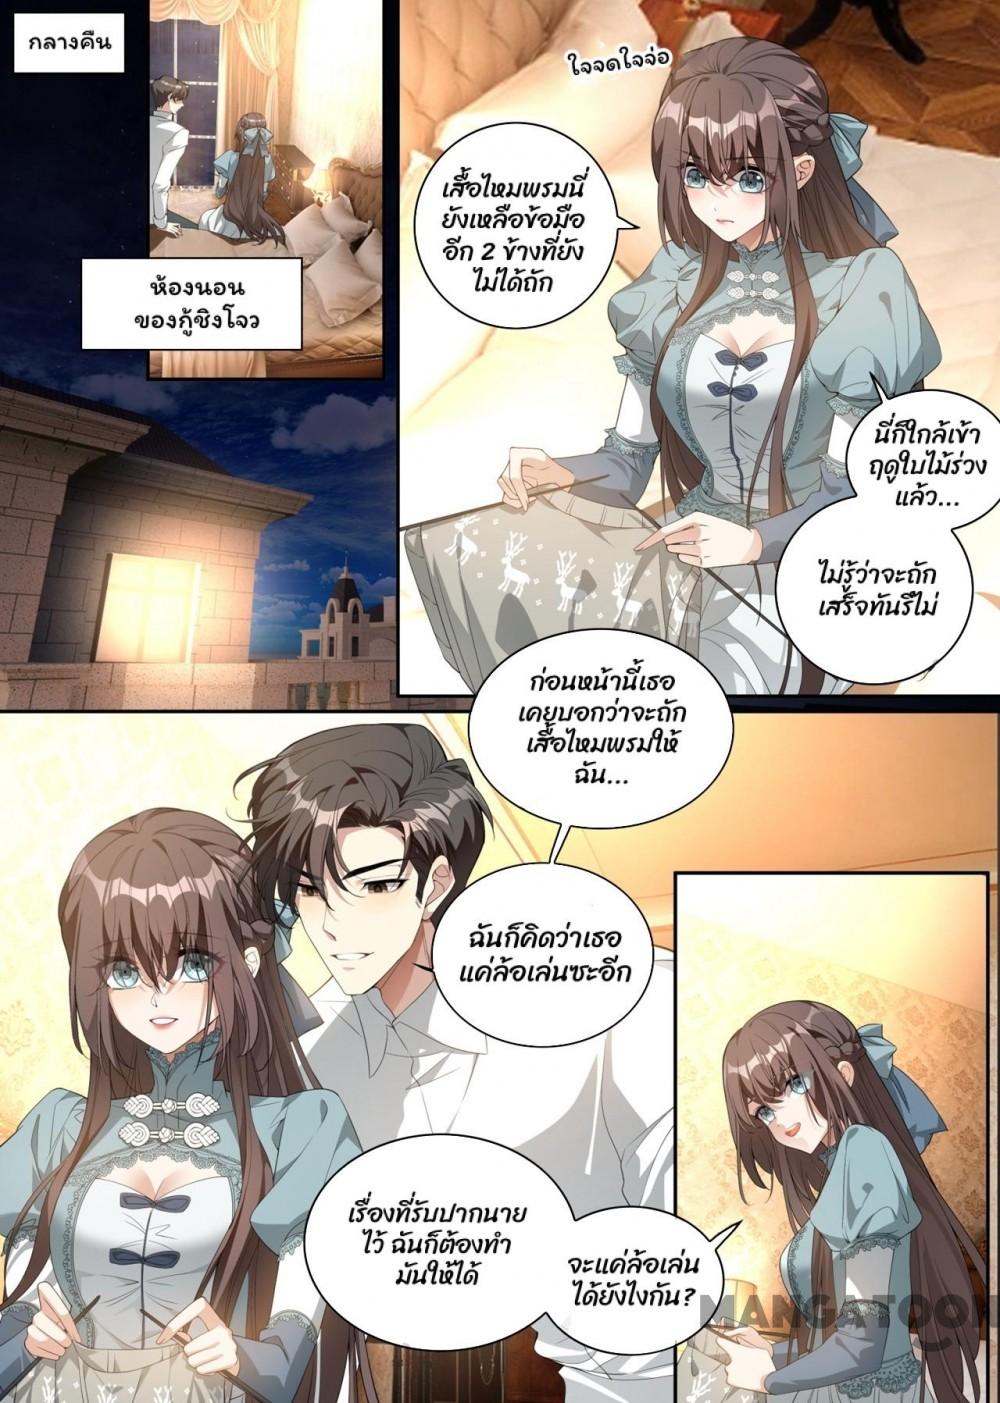 กลางคืน
ห้องนอน
ของกู้ชิงโจว
ใจจดใจจ่อ
เสื้อไหมพรมนี่
ยังเหลือข้อมือ
อีก 2 ข้างที่ยัง
ไม่ได้ถัก
นี่ก็ใกล้เข้า
ฤดูใบไม้ร่วง
แล้ว...
ไม่รู้ว่าจะถัก
เสร็จทันรึไม่
ก่อนหน้านี้เธอ
เคยบอกว่าจะถัก
เสื้อไหมพรมให้
ฉัน...
ฉันก็คิดว่าเธอ
แค่ล้อเล่นซะอีก
เรื่องที่รับปากนาย
ไว้ ฉันก็ต้องทำ
มันให้ได้
จะแค่ล้อเล่น
ได้ยังไงกัน?
MANGATOON